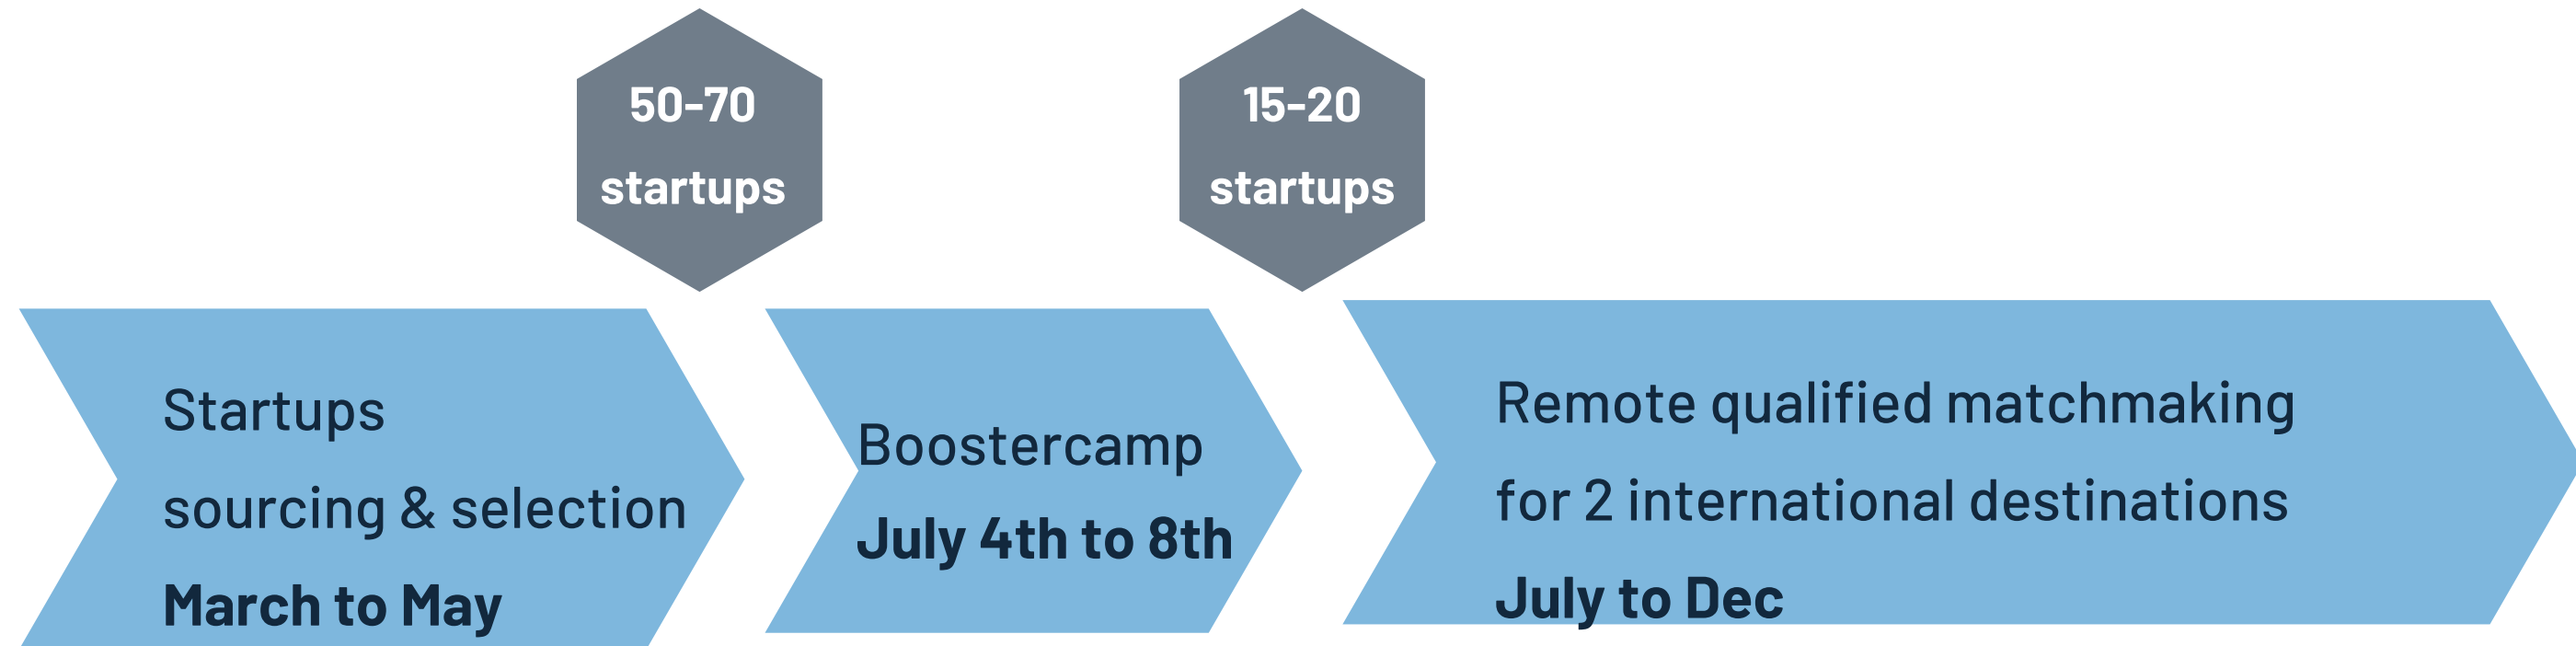 50-70
startups
15-20
startups
Startups
sourcing & selection
March to May
Boostercamp
July 4th to 8th
Remote qualified matchmaking
for 2 international destinations
July to Dec